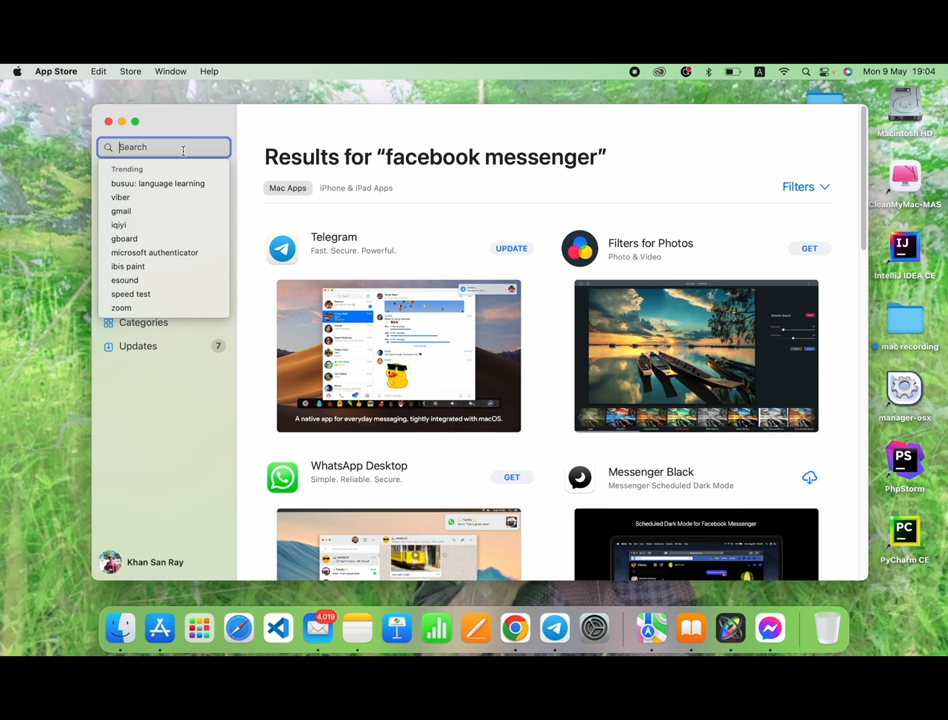 App Store Edit Store Window Help
A
Mon 9 May 19:04
Search
Trending
busuu: language learning
viber
gmail
iqiyi
gboard
microsoft authenticator
ibis paint
esound
speed test
zoom
Categories
Updates 7
Khan San Ray
Results for “facebook messenger”
Mac Apps iPhone & iPad Apps
Filters
Telegram
Fast. Secure. Powerful.
UPDATE
Filters for Photos
Photo & Video
GET
A native app for everyday messaging, tightly integrated with macOS.
WhatsApp Desktop
Simple. Reliable. Secure.
GET
Messenger Black
Messenger Scheduled Dark Mode
Scheduled Dark Mode for Facebook Messenger
Macintosh HD
CleanMyMac-MAS
IJ
IntelliJ IDEA CE
mac recording
manager-osx
PS
PhpStorm
PC
PyCharm CE
4,019